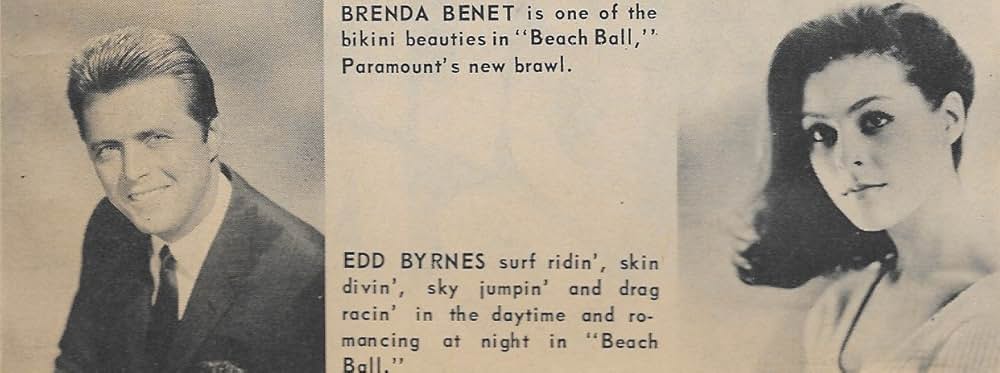 BRENDA BENET is one of the
bikini beauties in "Beach Ball,"
Paramount's new brawl.
EDD BYRNES surf ridin', skin
divin', sky jumpin' and drag
racin' in the daytime and ro-
mancing at night in "Beach
Ball."